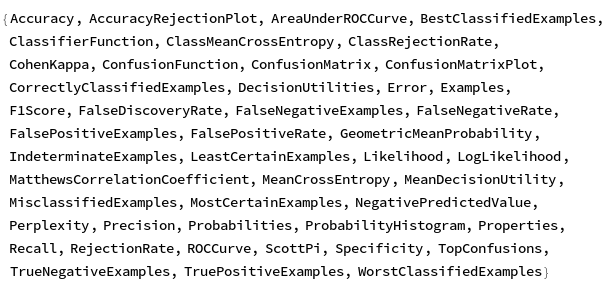 {Accuracy, AccuracyRejectionPlot, AreaUnderROCCurve, BestClassifiedExamples,
ClassifierFunction, ClassMeanCrossEntropy, ClassRejectionRate,
CohenKappa, ConfusionFunction, ConfusionMatrix, ConfusionMatrixPlot,
CorrectlyClassifiedExamples, DecisionUtilities, Error, Examples,
F1Score, FalseDiscoveryRate, FalseNegativeExamples, FalseNegativeRate,
FalsePositiveExamples, FalsePositiveRate, GeometricMeanProbability,
IndeterminateExamples, LeastCertainExamples, Likelihood, LogLikelihood,
MatthewsCorrelationCoefficient, MeanCrossEntropy, MeanDecisionUtility,
MisclassifiedExamples, MostCertainExamples, NegativePredictedValue,
Perplexity, Precision, Probabilities, ProbabilityHistogram, Properties,
Recall, RejectionRate, ROCCurve, ScottPi, Specificity, TopConfusions,
TrueNegativeExamples, TruePositiveExamples, WorstClassifiedExamples}